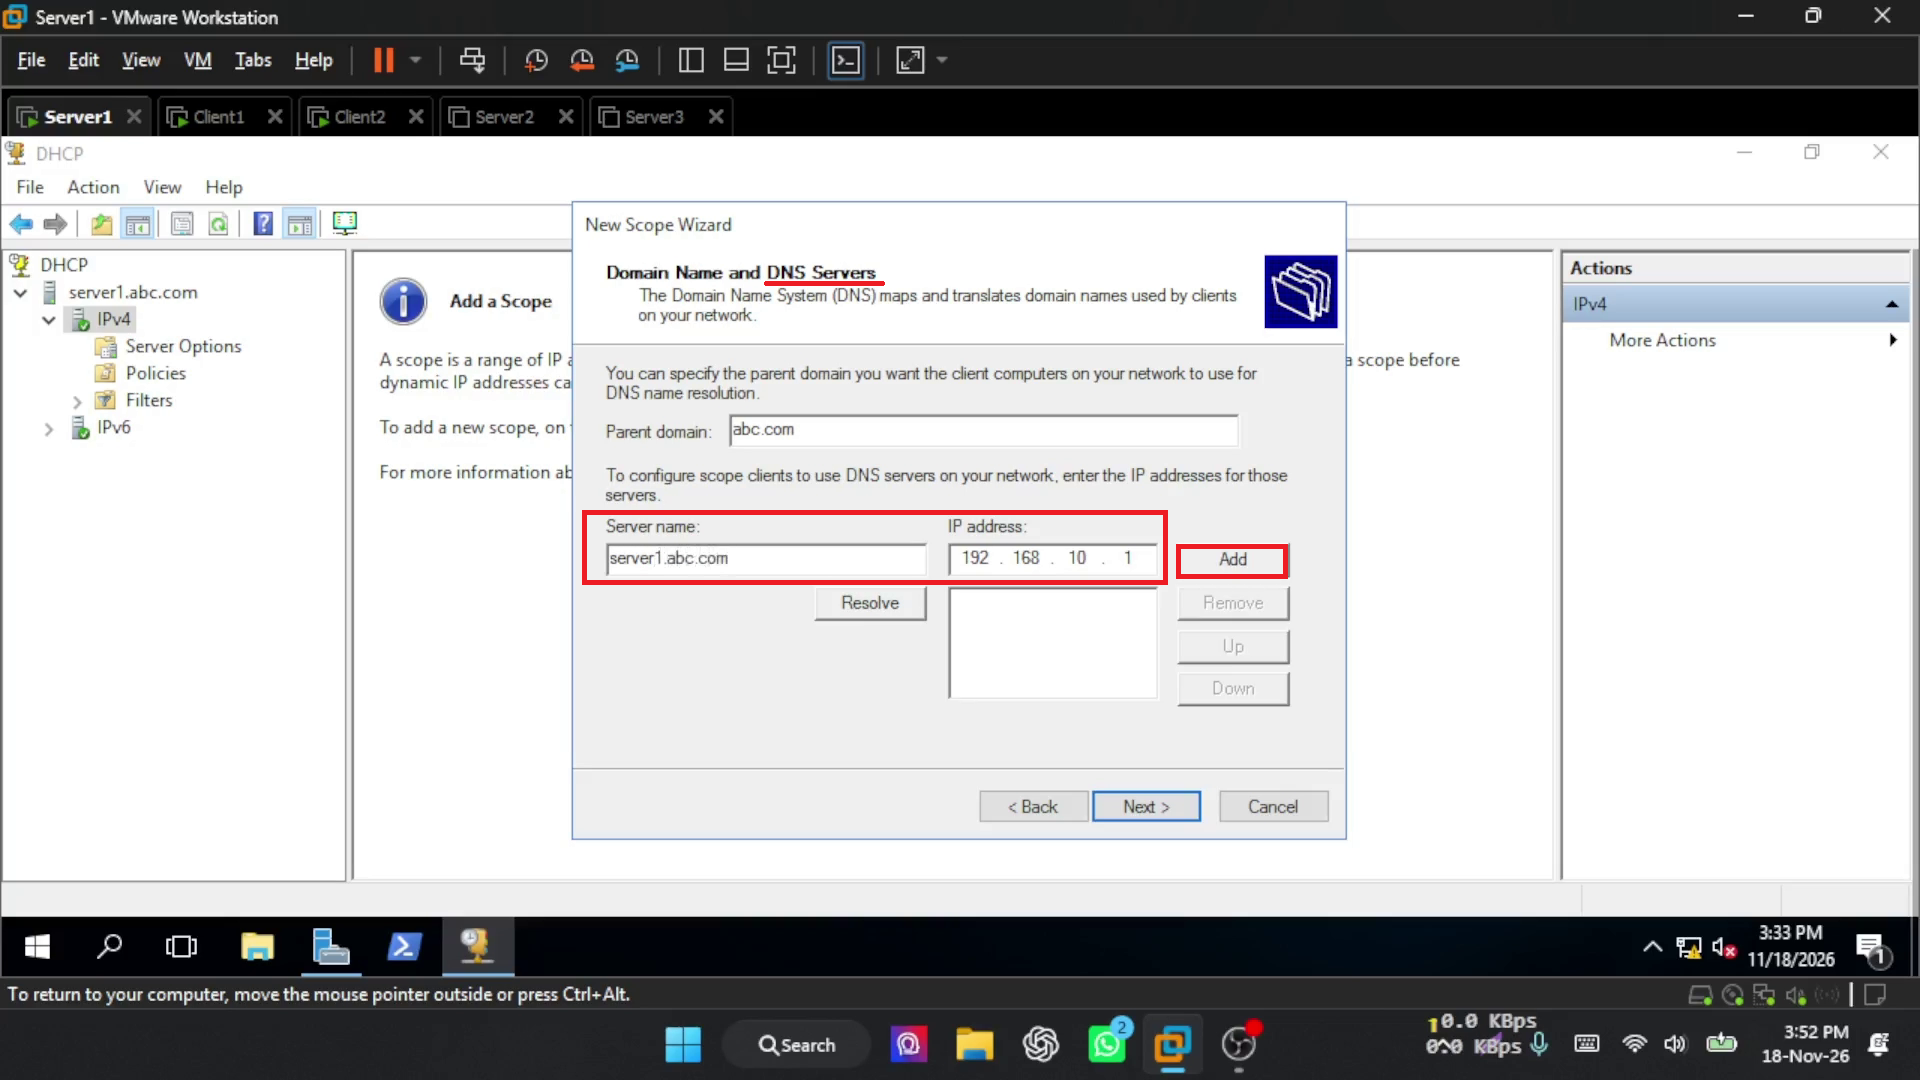 Server1 - VMware Workstation
File Edit View VM Tabs Help
Server1 Client1 Client2 Server2 Server3
DHCP
File Action View Help
DHCP
server1.abc.com
IPv4
Server Options
Policies
Filters
IPv6
Add a Scope
A scope is a range of IP a
a scope before
dynamic IP addresses ca
To add a new scope, on
For more information ab
New Scope Wizard
Domain Name and DNS Servers
The Domain Name System (DNS) maps and translates domain names used by clients
on your network.
You can specify the parent domain you want the client computers on your network to use for
DNS name resolution.
Parent domain: abc.com
To configure scope clients to use DNS servers on your network, enter the IP addresses for those
servers.
Server name: IP address:
server1.abc.com 192 . 168 . 10 . 1 Add
Resolve Remove
Up
Down
< Back Next > Cancel
Actions
IPv4
More Actions
3:33 PM
11/18/2026
1
To return to your computer, move the mouse pointer outside or press Ctrl+Alt.
Search
2
0.0 KBps
0.0 KBps
3:52 PM
18-Nov-26